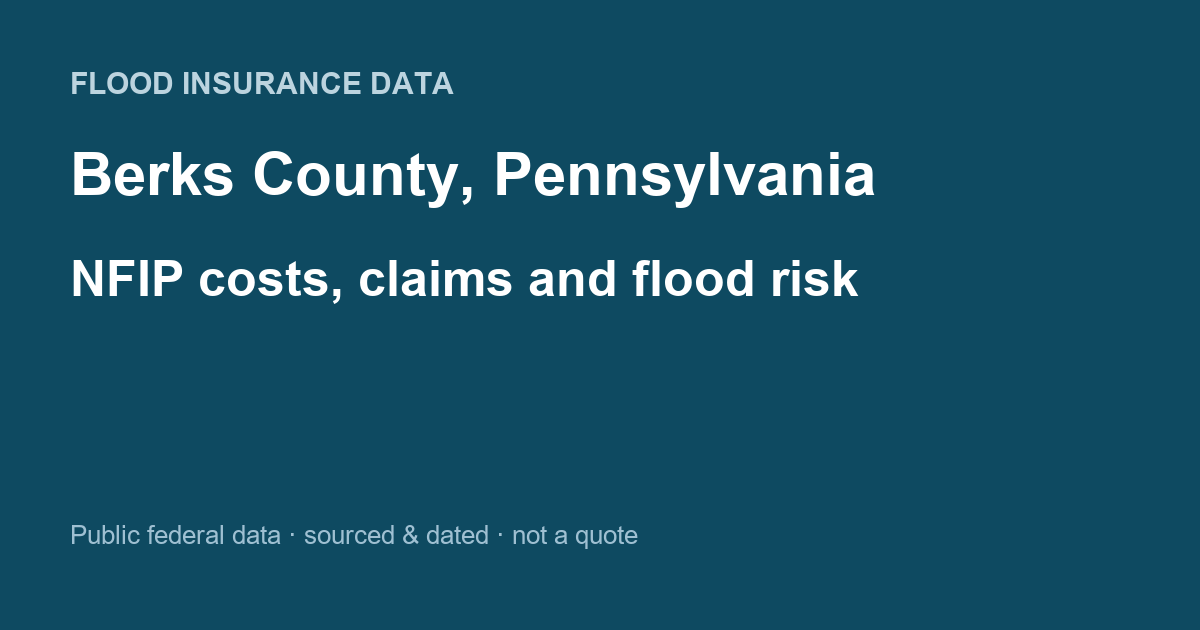 FLOOD INSURANCE DATA
Berks County, Pennsylvania
NFIP costs, claims and flood risk
Public federal data · sourced & dated · not a quote